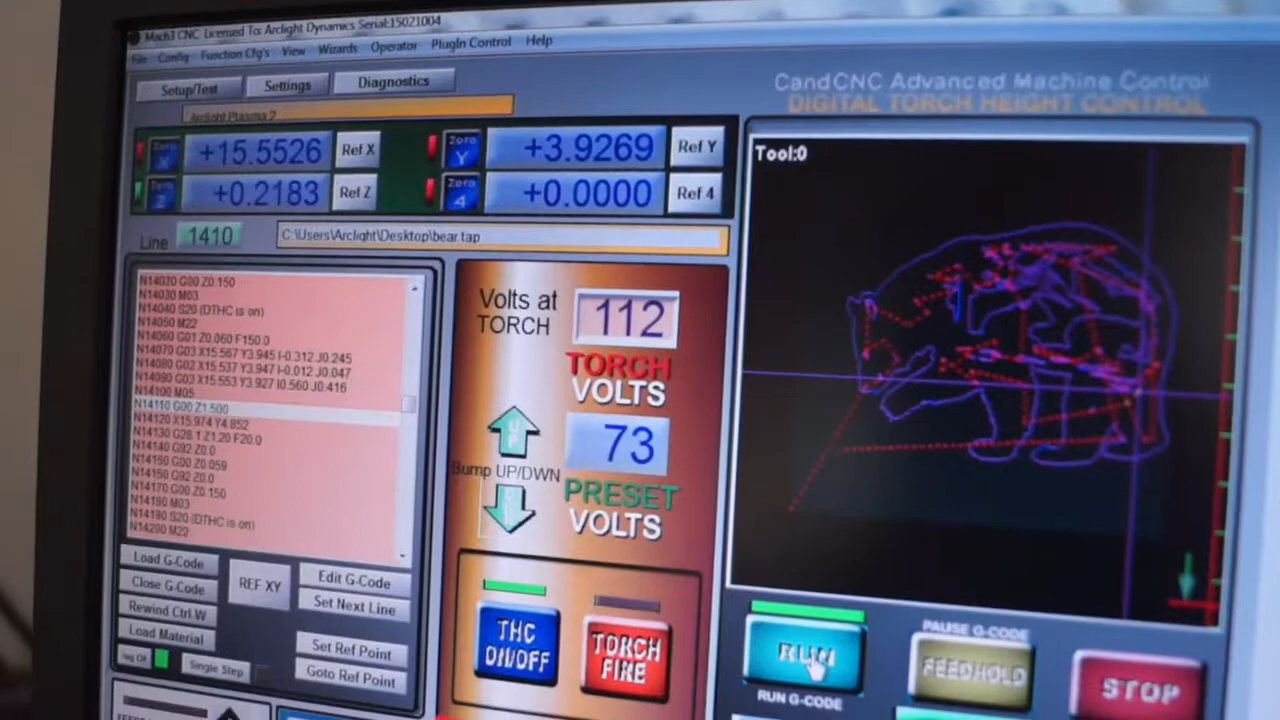 Mach3 CNC Licensed To: Arclight Dynamics Serial:15021004
File Config Function Cfg's View Wizards Operator PlugIn Control Help
Setup/Test Settings Diagnostics
CandCNC Advanced Machine Control
DIGITAL TORCH HEIGHT CONTROL
Arclight Plasma 2
Zero X +15.5526 Ref X Zero Y +3.9269 Ref Y
Zero Z +0.2183 Ref Z Zero 4 +0.0000 Ref 4
Tool:0
Line 1410 C:\Users\Arclight\Desktop\bear.tap
N14030 M03
N14040 S20 (DTHC is on)
N14050 M22
N14060 G01 Z0.060 F150.0
N14070 G03 X15.567 Y3.945 I-0.312 J0.245
N14080 G02 X15.537 Y3.947 I-0.012 J0.047
N14090 G03 X15.553 Y3.927 I0.560 J0.416
N14100 M05
N14110 G00 Z1.500
N14120 X15.974 Y4.852
N14130 G28.1 Z1.20 F20.0
N14140 G92 Z0.0
N14150 G00 Z0.059
N14160 G92 Z0.0
N14170 G00 Z0.150
N14180 M03
N14190 S20 (DTHC is on)
N14200 M22
Volts at
TORCH
112
TORCH
VOLTS
UP
73
Bump UP/DWN
PRESET
VOLTS
Load G-Code
Close G-Code
Rewind Ctrl-W
Load Material
REF XY
Edit G-Code
Set Next Line
Set Ref Point
Goto Ref Point
Single Step
THC
ON/OFF
TORCH
FIRE
RUN
RUN G-CODE
PAUSE G-CODE
FEEDHOLD
STOP